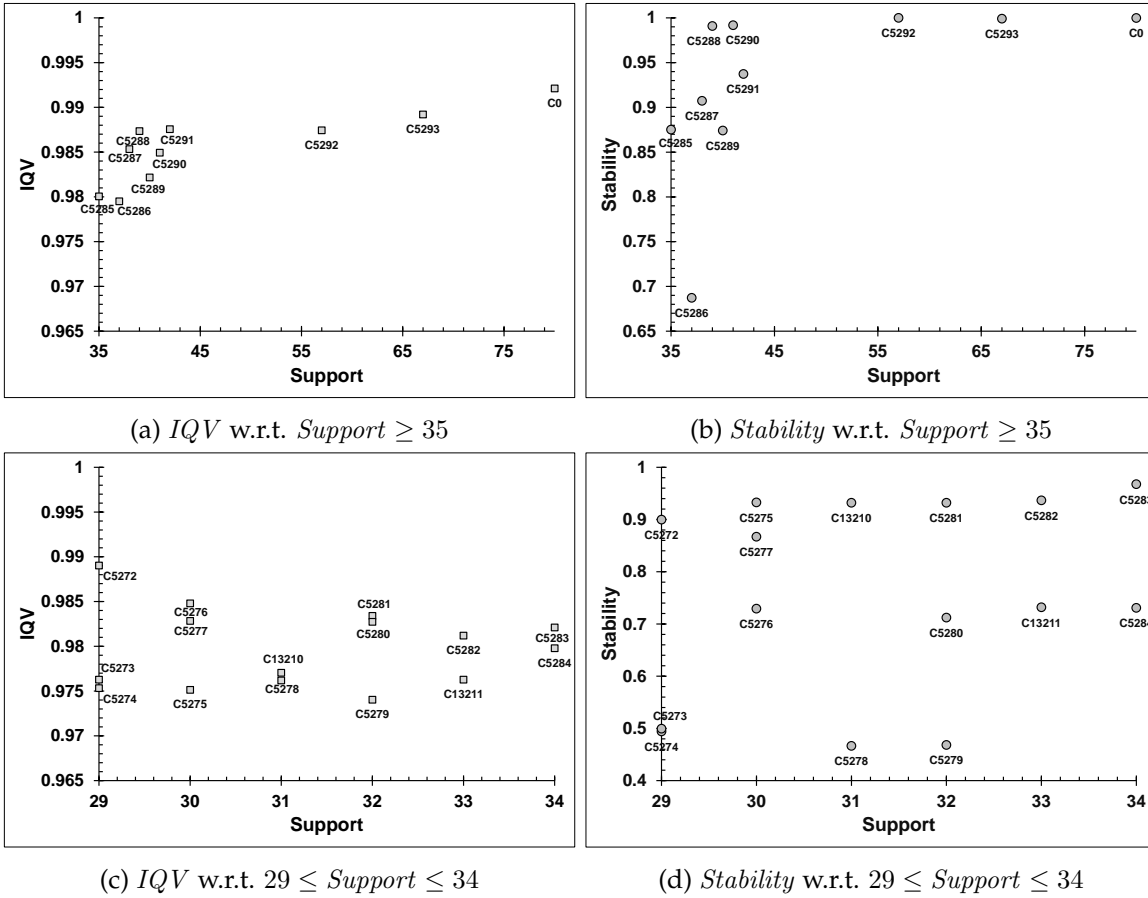 1
0.995
0.99
0.985
0.98
0.975
0.97
0.965
IQV
C0
C5293
C5292
C5291
C5288
C5287
C5290
C5289
C5285
C5286
35 45 55 65 75
Support
(a) IQV w.r.t. Support ≥ 35
1
0.95
0.9
0.85
0.8
0.75
0.7
0.65
Stability
C5288
C5290
C5292
C5293
C0
C5291
C5287
C5285
C5289
C5286
35 45 55 65 75
Support
(b) Stability w.r.t. Support ≥ 35
1
0.995
0.99
0.985
0.98
0.975
0.97
0.965
IQV
C5272
C5276
C5277
C5281
C5280
C5283
C5282
C5284
C13210
C5273
C5278
C5274
C5275
C5279
C13211
29 30 31 32 33 34
Support
(c) IQV w.r.t. 29 ≤ Support ≤ 34
1
0.9
0.8
0.7
0.6
0.5
0.4
Stability
C5283
C5275
C13210
C5281
C5282
C5272
C5277
C5276
C5280
C13211
C5284
C5273
C5274
C5278
C5279
29 30 31 32 33 34
Support
(d) Stability w.r.t. 29 ≤ Support ≤ 34